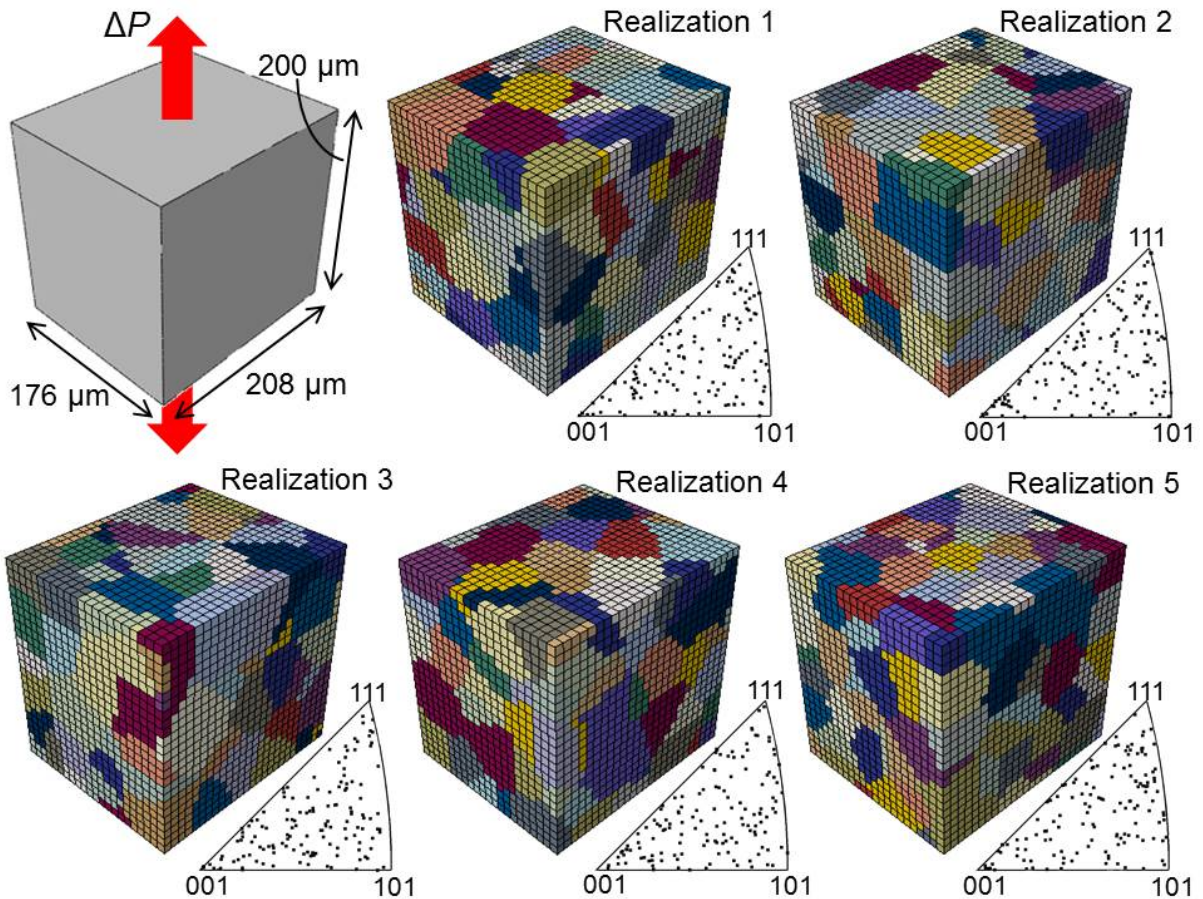 ΔP
200 μm
176 μm
208 μm
Realization 1
111
001
101
Realization 2
111
001
101
Realization 3
111
001
101
Realization 4
111
001
101
Realization 5
111
001
101